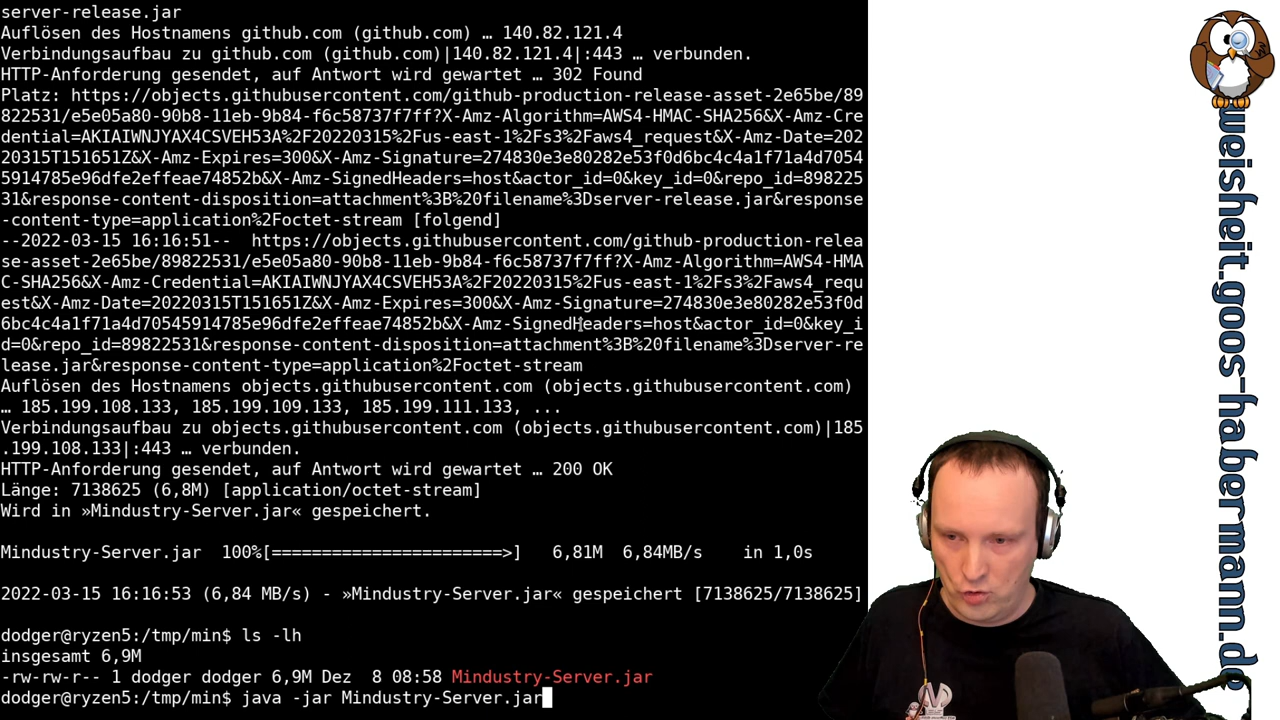 server-release.jar
Auflösen des Hostnamens github.com (github.com) … 140.82.121.4
Verbindungsaufbau zu github.com (github.com)|140.82.121.4|:443 … verbunden.
HTTP-Anforderung gesendet, auf Antwort wird gewartet … 302 Found
Platz: https://objects.githubusercontent.com/github-production-release-asset-2e65be/89
822531/e5e05a80-90b8-11eb-9b84-f6c58737f7ff?X-Amz-Algorithm=AWS4-HMAC-SHA256&X-Amz-Cre
dential=AKIAIWNJYAX4CSVEH53A%2F20220315%2Fus-east-1%2Fs3%2Faws4_request&X-Amz-Date=202
20315T151651Z&X-Amz-Expires=300&X-Amz-Signature=274830e3e80282e53f0d6bc4c4a1f71a4d7054
5914785e96dfe2effeae74852b&X-Amz-SignedHeaders=host&actor_id=0&key_id=0&repo_id=898225
31&response-content-disposition=attachment%3B%20filename%3Dserver-release.jar&response
-content-type=application%2Foctet-stream [folgend]
--2022-03-15 16:16:51--  https://objects.githubusercontent.com/github-production-relea
se-asset-2e65be/89822531/e5e05a80-90b8-11eb-9b84-f6c58737f7ff?X-Amz-Algorithm=AWS4-HMA
C-SHA256&X-Amz-Credential=AKIAIWNJYAX4CSVEH53A%2F20220315%2Fus-east-1%2Fs3%2Faws4_requ
est&X-Amz-Date=20220315T151651Z&X-Amz-Expires=300&X-Amz-Signature=274830e3e80282e53f0d
6bc4c4a1f71a4d70545914785e96dfe2effeae74852b&X-Amz-SignedHeaders=host&actor_id=0&key_i
d=0&repo_id=89822531&response-content-disposition=attachment%3B%20filename%3Dserver-re
lease.jar&response-content-type=application%2Foctet-stream
Auflösen des Hostnamens objects.githubusercontent.com (objects.githubusercontent.com)
… 185.199.108.133, 185.199.109.133, 185.199.111.133, ...
Verbindungsaufbau zu objects.githubusercontent.com (objects.githubusercontent.com)|185
.199.108.133|:443 … verbunden.
HTTP-Anforderung gesendet, auf Antwort wird gewartet … 200 OK
Länge: 7138625 (6,8M) [application/octet-stream]
Wird in »Mindustry-Server.jar« gespeichert.
Mindustry-Server.jar  100%[=======================>]   6,81M  6,84MB/s    in 1,0s
2022-03-15 16:16:53 (6,84 MB/s) - »Mindustry-Server.jar« gespeichert [7138625/7138625]
dodger@ryzen5:/tmp/min$ ls -lh
insgesamt 6,9M
-rw-rw-r-- 1 dodger dodger 6,9M Dez  8 08:58 Mindustry-Server.jar
dodger@ryzen5:/tmp/min$ java -jar Mindustry-Server.jar
weisheit.goos-habermann.de